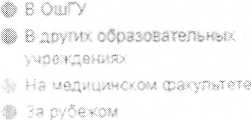 В ОшГУ
В других образовательных
учреждениях
На медицинском факультете
За рубежом